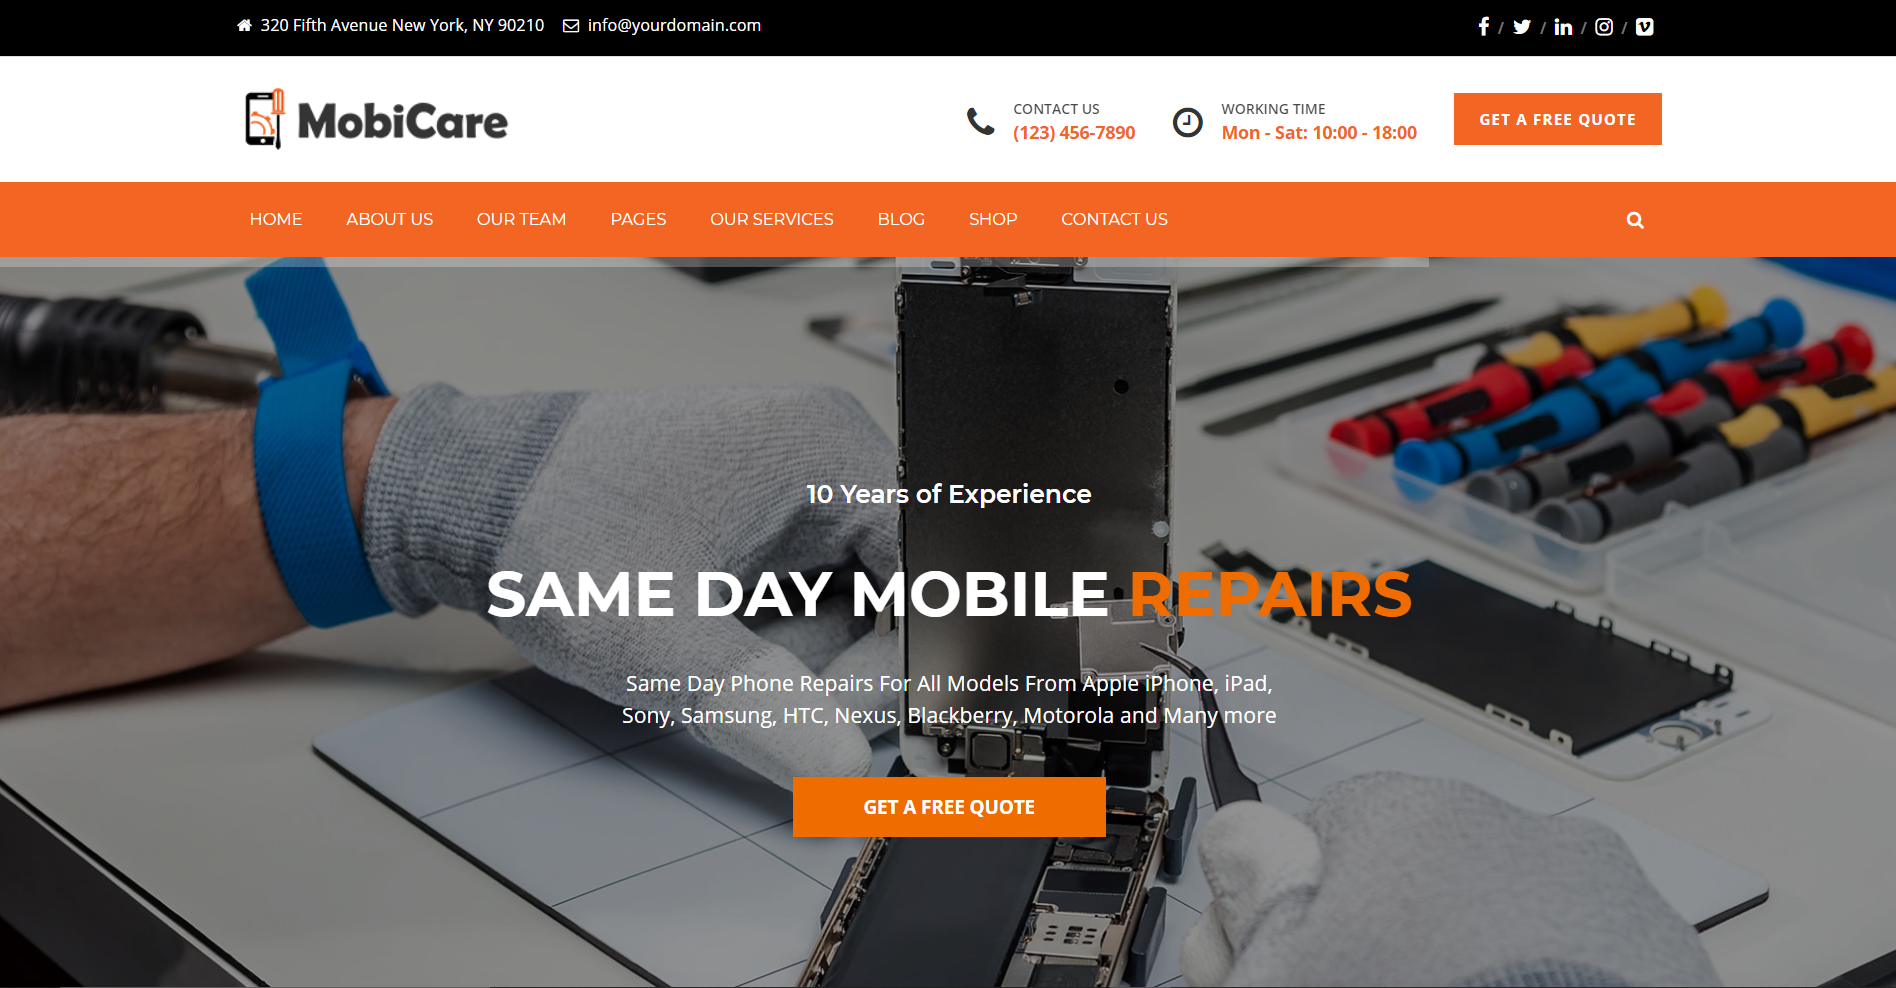 320 Fifth Avenue New York, NY 90210 info@yourdomain.com
MobiCare
CONTACT US
(123) 456-7890
WORKING TIME
Mon - Sat: 10:00 - 18:00
GET A FREE QUOTE
HOME ABOUT US OUR TEAM PAGES OUR SERVICES BLOG SHOP CONTACT US
10 Years of Experience
SAME DAY MOBILE REPAIRS
Same Day Phone Repairs For All Models From Apple iPhone, iPad,
Sony, Samsung, HTC, Nexus, Blackberry, Motorola and Many more
GET A FREE QUOTE